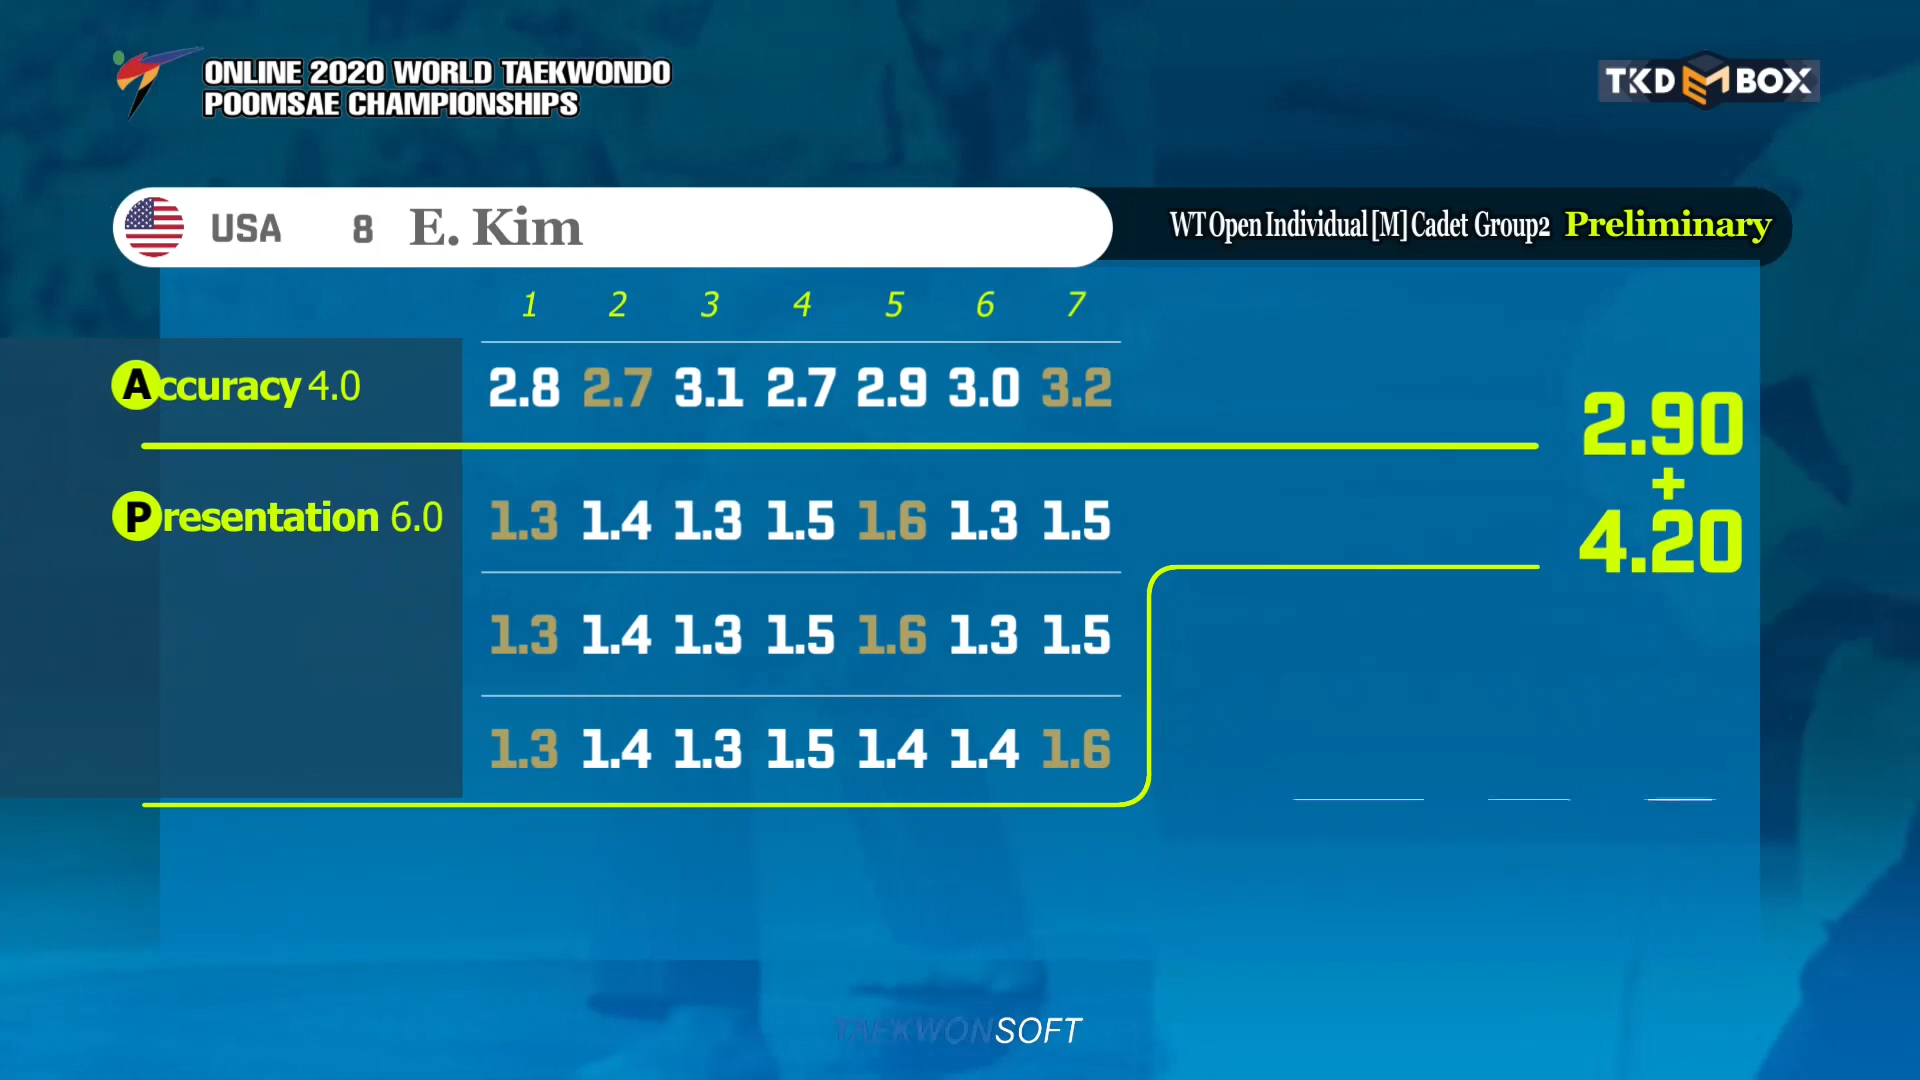 ONLINE 2020 WORLD TAEKWONDO
POOMSAE CHAMPIONSHIPS
TKD BOX
USA 8 E. Kim
WT Open Individual [M] Cadet Group2 Preliminary
1 2 3 4 5 6 7
Accuracy 4.0 2.8 2.7 3.1 2.7 2.9 3.0 3.2
2.90
+
4.20
Presentation 6.0 1.3 1.4 1.3 1.5 1.6 1.3 1.5
1.3 1.4 1.3 1.5 1.6 1.3 1.5
1.3 1.4 1.3 1.5 1.4 1.4 1.6
TAEKWONSOFT